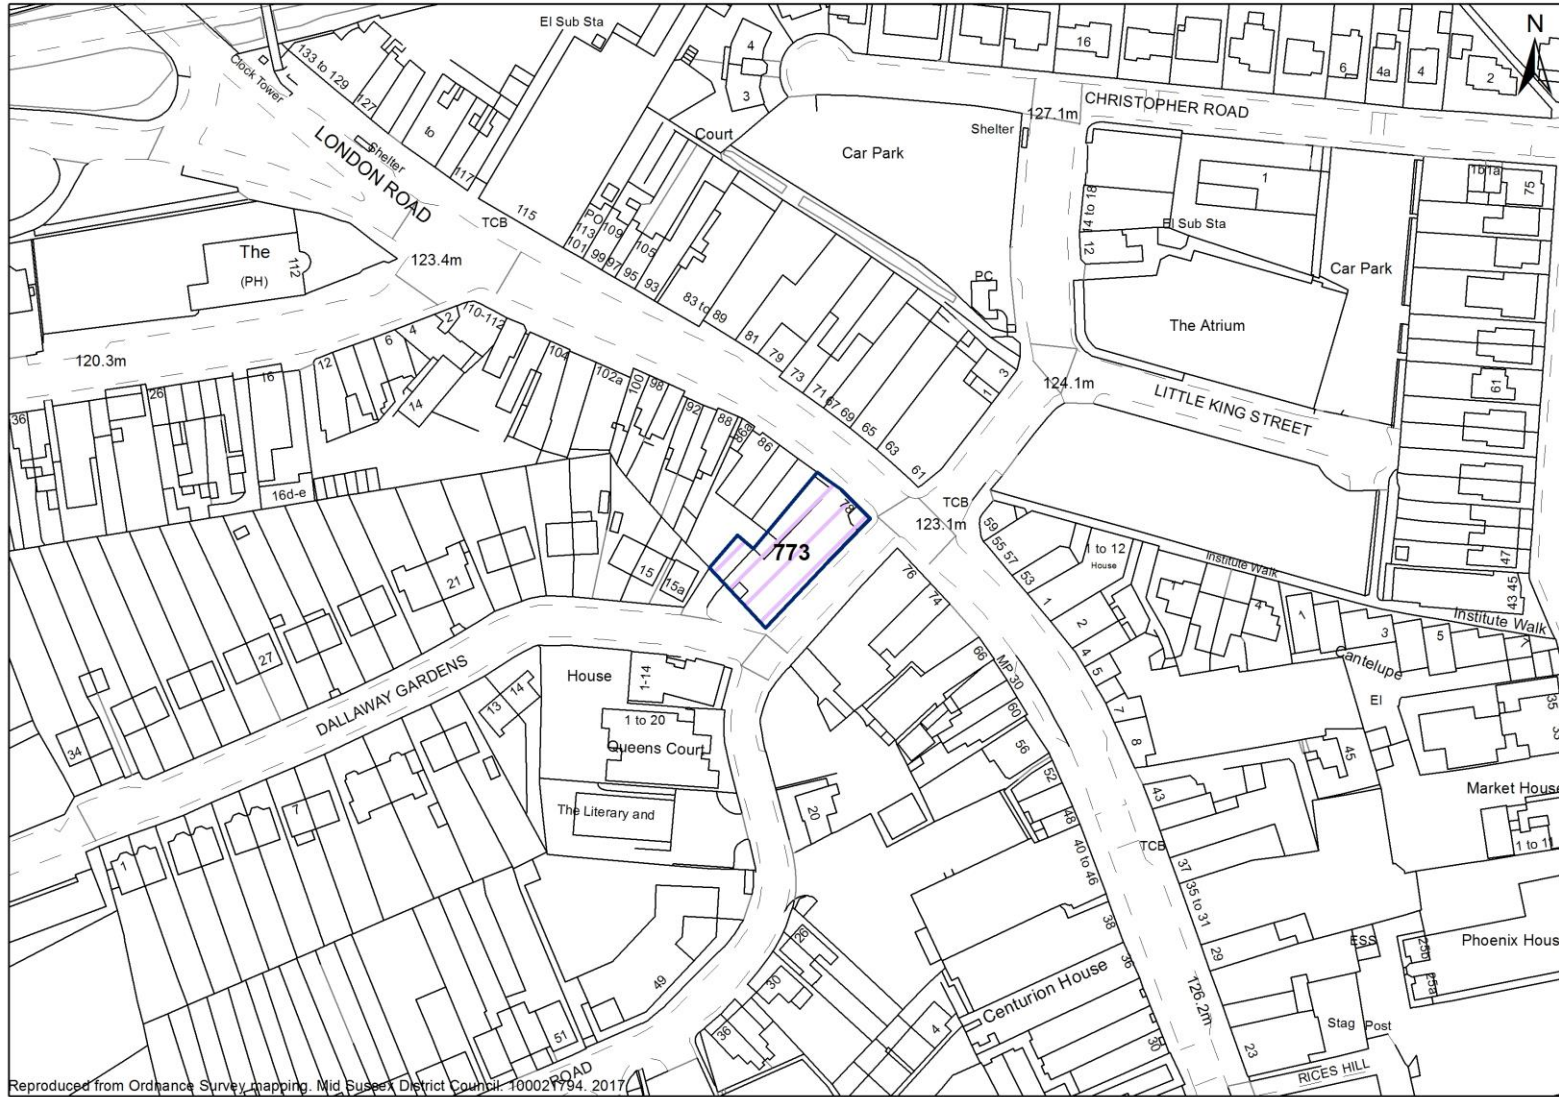 El Sub Sta
N
133 to 129
Clock Tower
127
to
117
LONDON ROAD
Shelter
4
3
Court
16
6
4a
4
2
CHRISTOPHER ROAD
127.1m
Shelter
Car Park
1
1b1a
75
14 to 18
El Sub Sta
12
Car Park
115
TCB
PO
113
101
109
99
97
105
95
93
83 to 89
81
79
73
71
67
69
65
63
61
The
(PH)
112
123.4m
120.3m
PC
The Atrium
3
1
124.1m
LITTLE KING STREET
61
110-112
2
4
6
12
14
16
26
36
16d-e
104
102a
100
98
92
88
86a
86
78
773
TCB
123.1m
59
55
57
53
1 to 12
House
Institute Walk
47
43 45
Institute Walk
1
2
4
5
7
8
4
1
3
5
7
Cantelupe
El
35
33
15
15a
21
27
34
DALLAWAY GARDENS
76
74
66
MP 30
60
56
52
48
40 to 46
House
1-14
1 to 20
Queens Court
13
14
The Literary and
20
7
1
45
43
Market House
1 to 11
TCB
37
35 to 31
38
36
29
ESS
25b
25a
Phoenix House
Centurion House
126.2m
Stag
Post
23
30
RICES HILL
26
30
36
4
49
51
ROAD
Reproduced from Ordnance Survey mapping. Mid Sussex District Council. 100021794. 2017